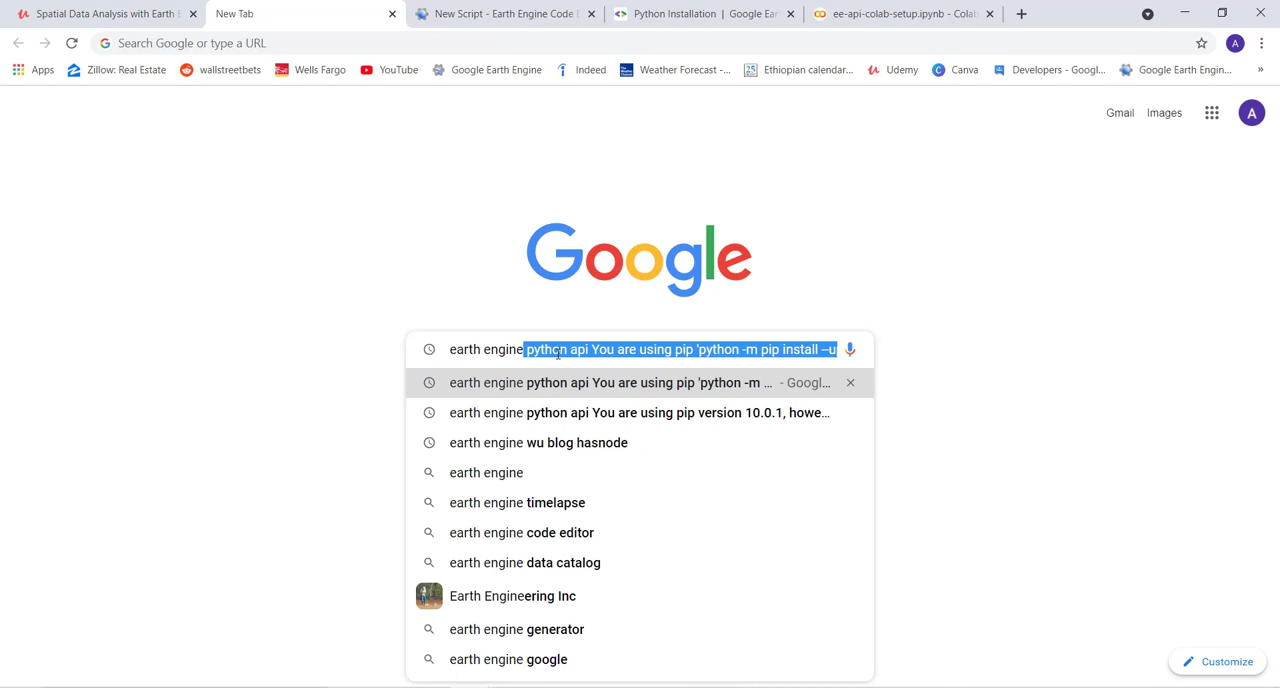 Spatial Data Analysis with Earth E
New Tab
New Script - Earth Engine Code E
Python Installation | Google Ear
ee-api-colab-setup.ipynb - Colab
Search Google or type a URL
A
Apps
Zillow: Real Estate
wallstreetbets
Wells Fargo
YouTube
Google Earth Engine
Indeed
Weather Forecast -...
Ethiopian calendar...
Udemy
Canva
Developers - Googl...
Google Earth Engin...
»
Gmail
Images
A
Google
earth engine python api You are using pip 'python -m pip install --u
earth engine python api You are using pip 'python -m ... - Googl...
earth engine python api You are using pip version 10.0.1, howe...
earth engine wu blog hasnode
earth engine
earth engine timelapse
earth engine code editor
earth engine data catalog
Earth Engineering Inc
earth engine generator
earth engine google
Customize